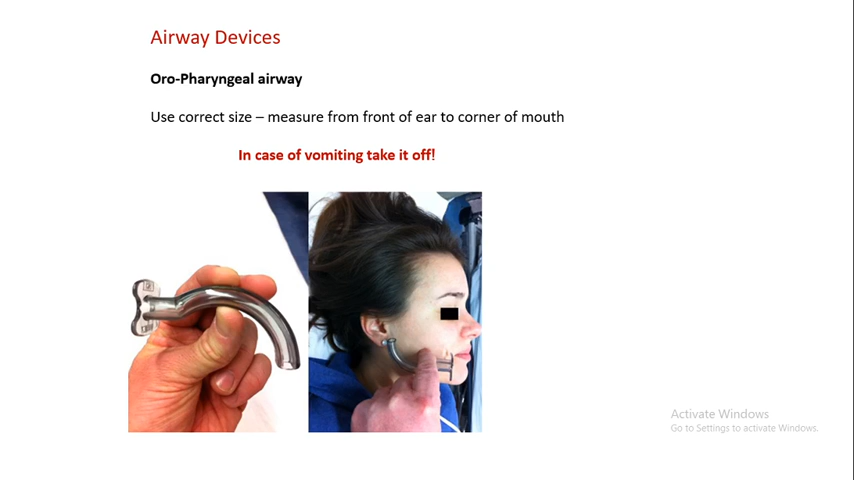 Airway Devices
Oro-Pharyngeal airway
Use correct size – measure from front of ear to corner of mouth
In case of vomiting take it off!
Activate Windows
Go to Settings to activate Windows.